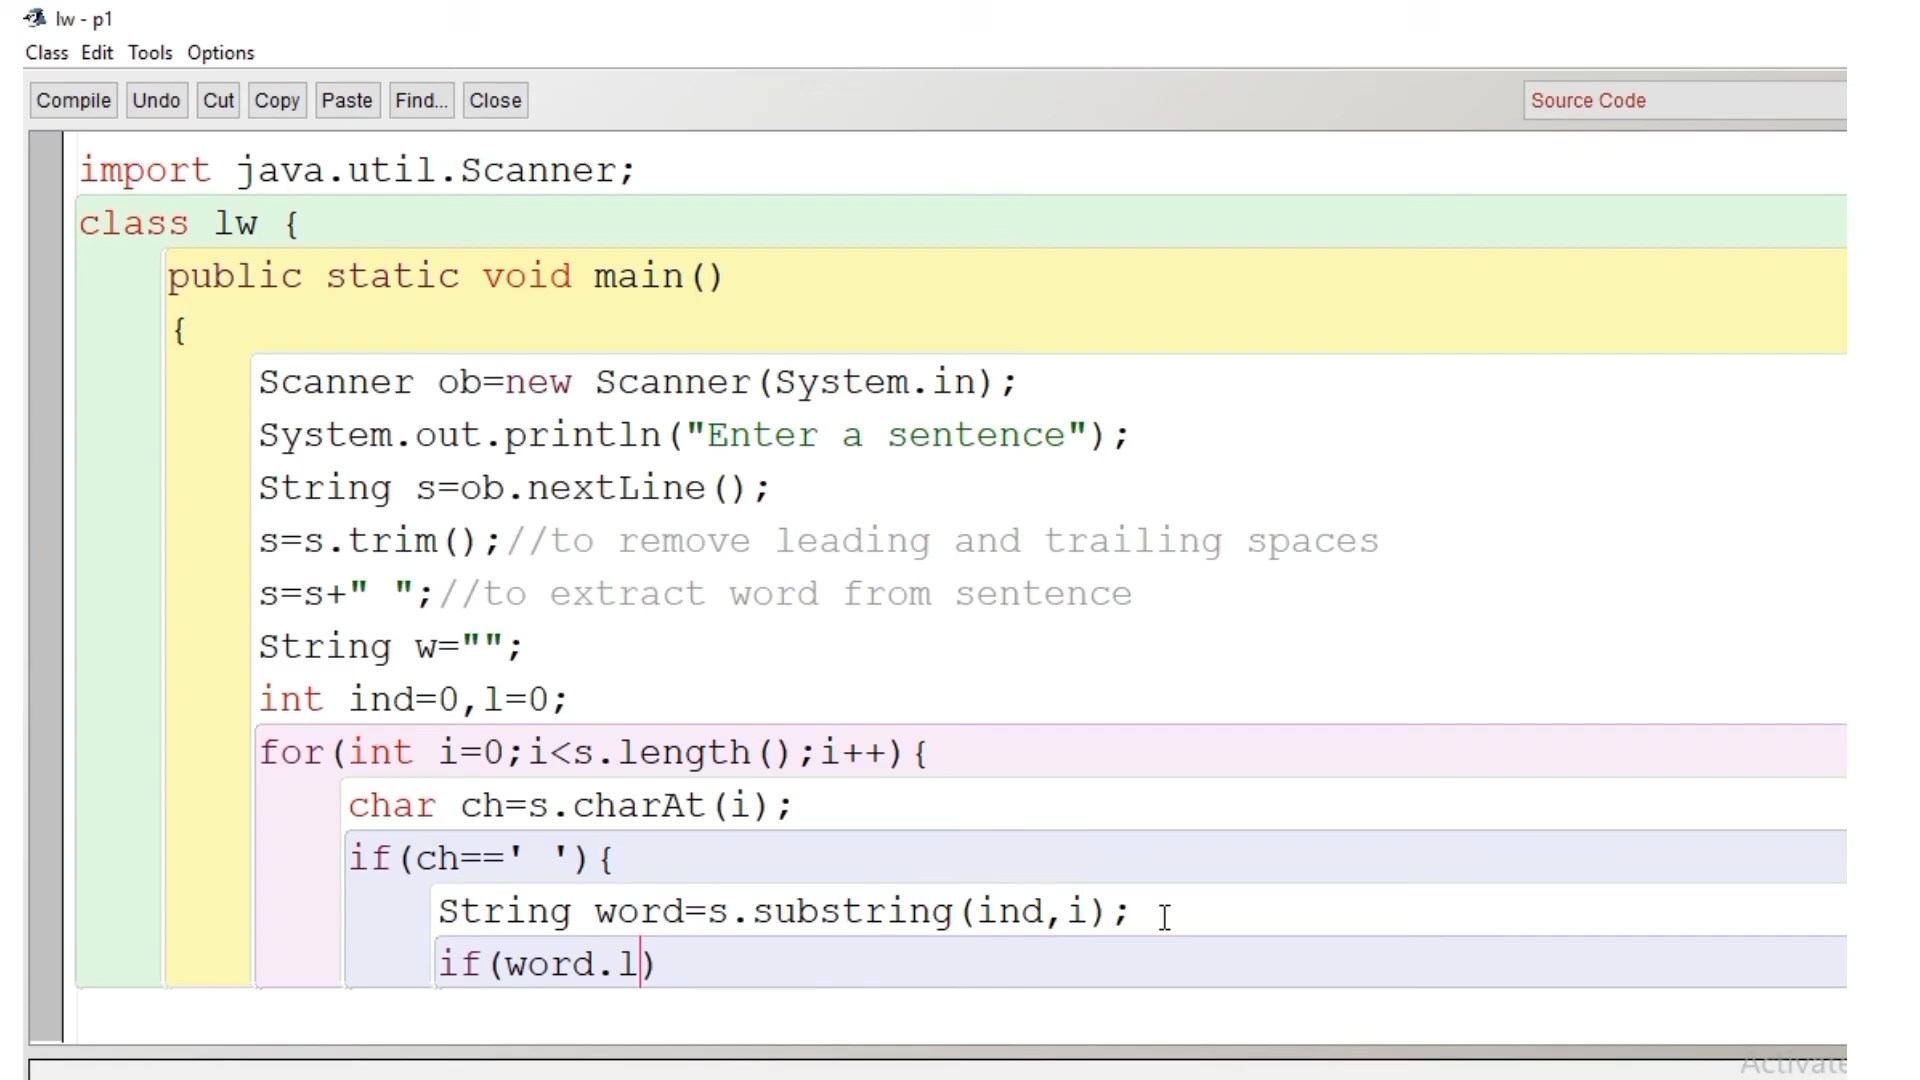 lw - p1
Class Edit Tools Options
Compile Undo Cut Copy Paste Find... Close Source Code
import java.util.Scanner;
class lw {
public static void main()
{
Scanner ob=new Scanner(System.in);
System.out.println("Enter a sentence");
String s=ob.nextLine();
s=s.trim();//to remove leading and trailing spaces
s=s+" ";//to extract word from sentence
String w="";
int ind=0,l=0;
for(int i=0;i<s.length();i++){
char ch=s.charAt(i);
if(ch==' '){
String word=s.substring(ind,i);
if(word.l)
Activate